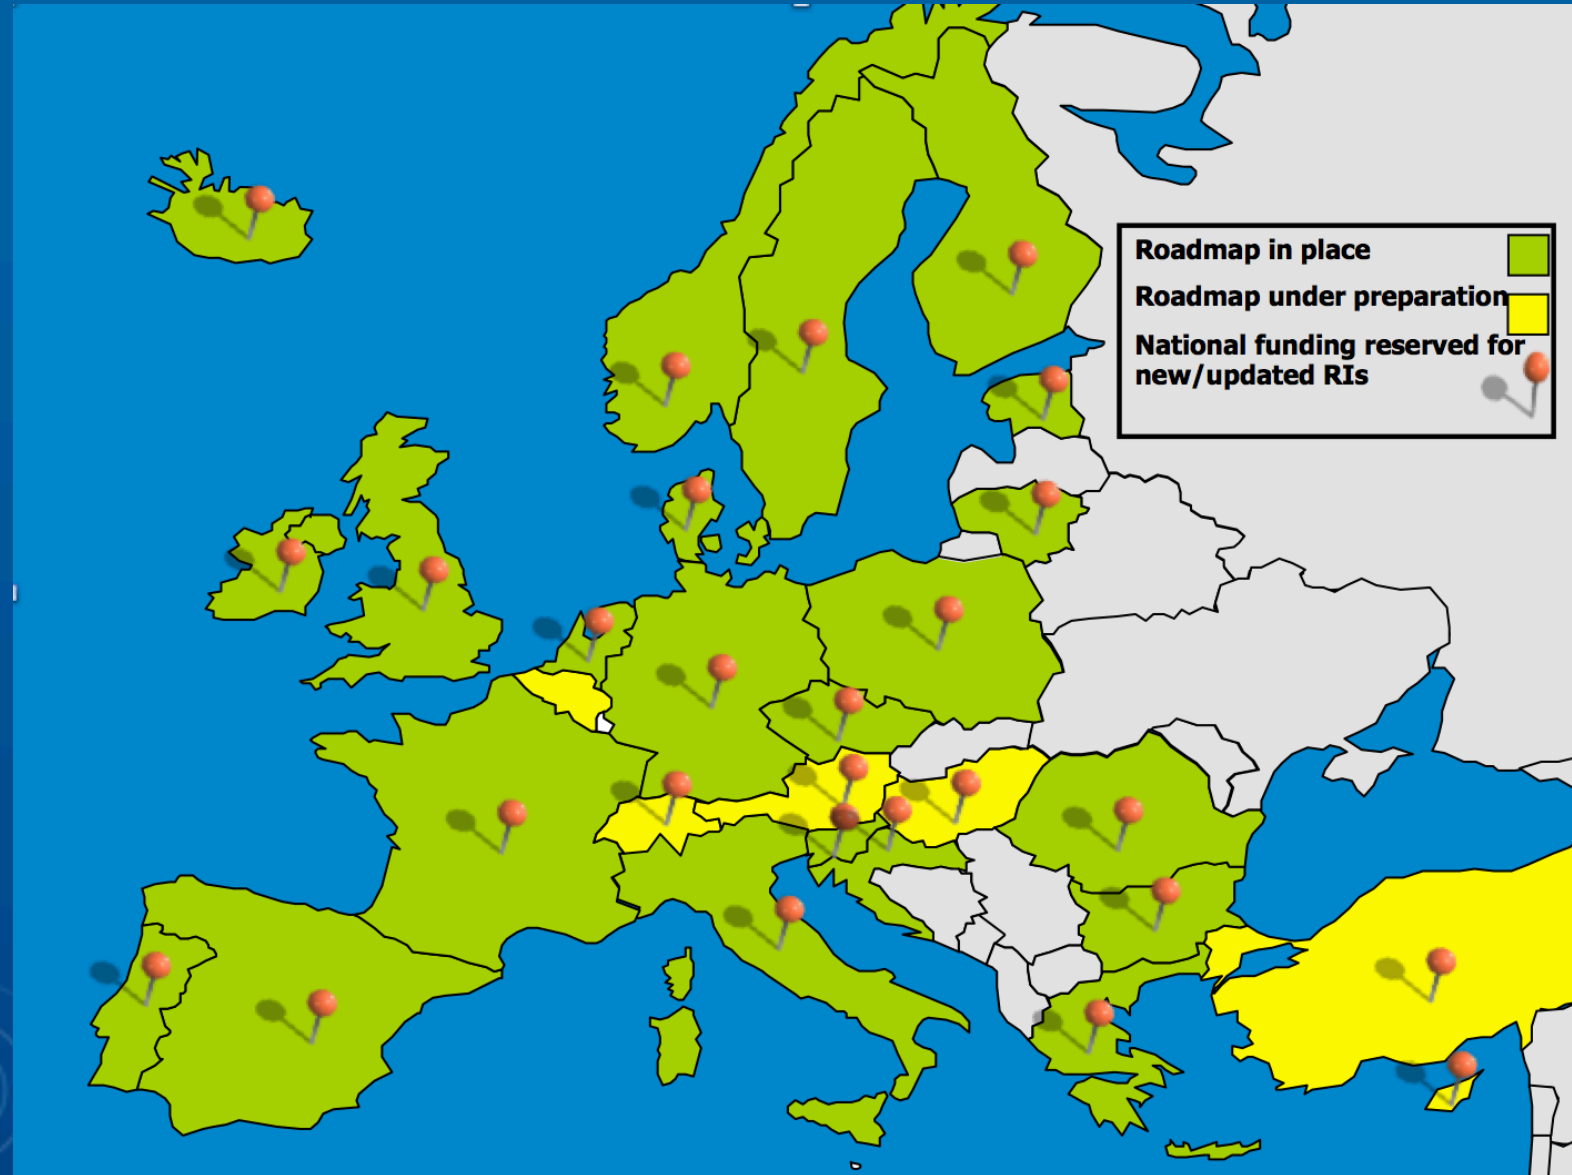 Roadmap in place
Roadmap under preparation
National funding reserved for
new/updated RIs